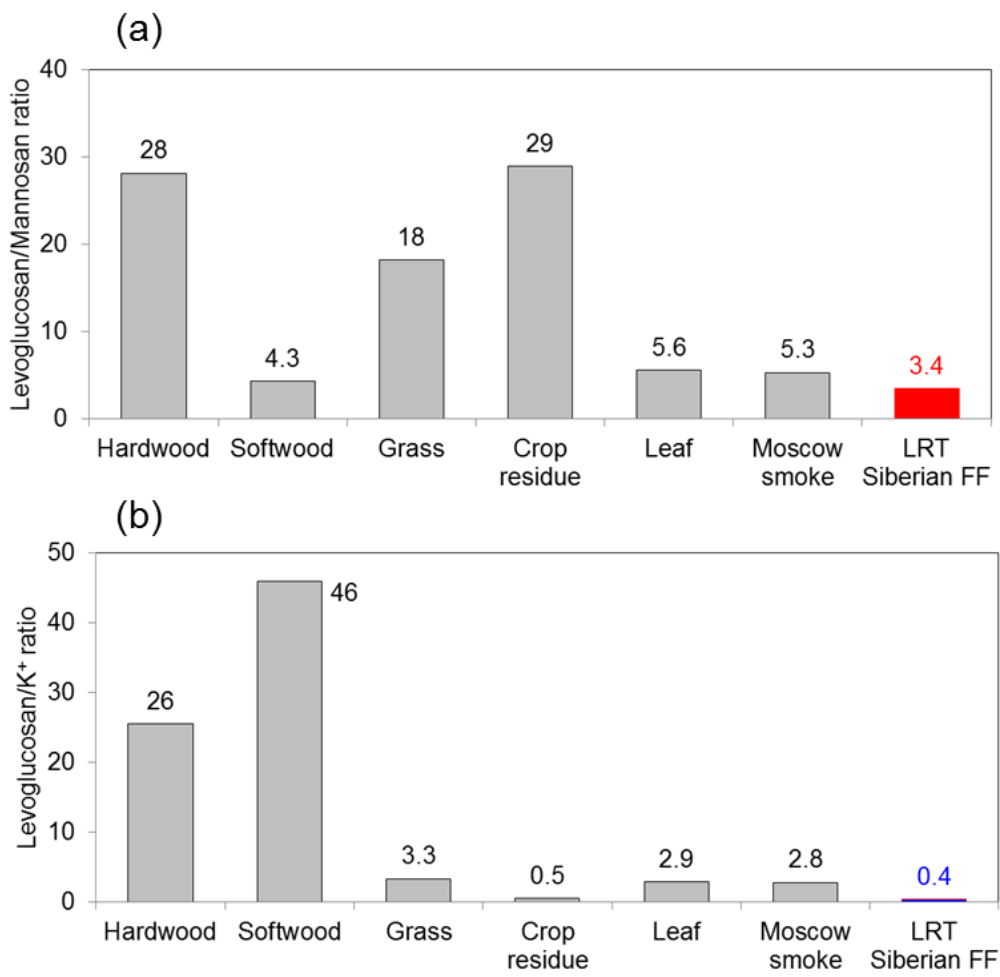 (a)
Levoglucosan/Mannosan ratio
40
30
20
10
0
28
4.3
18
29
5.6
5.3
3.4
Hardwood
Softwood
Grass
Crop
residue
Leaf
Moscow
smoke
LRT
Siberian FF
(b)
Levoglucosan/K⁺ ratio
50
40
30
20
10
0
26
46
3.3
0.5
2.9
2.8
0.4
Hardwood
Softwood
Grass
Crop
residue
Leaf
Moscow
smoke
LRT
Siberian FF